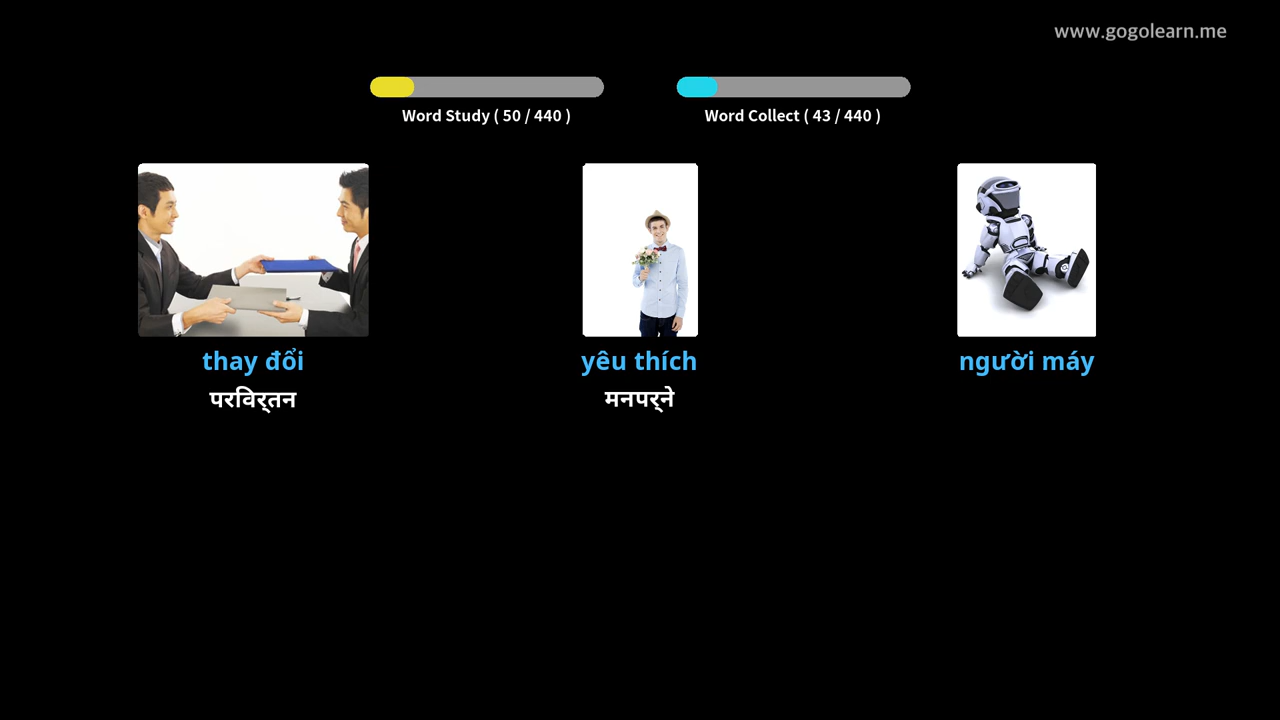 www.gogolearn.me
Word Study ( 50 / 440 )
Word Collect ( 43 / 440 )
thay đổi
yêu thích
người máy
परिवर्तन
मनपर्ने